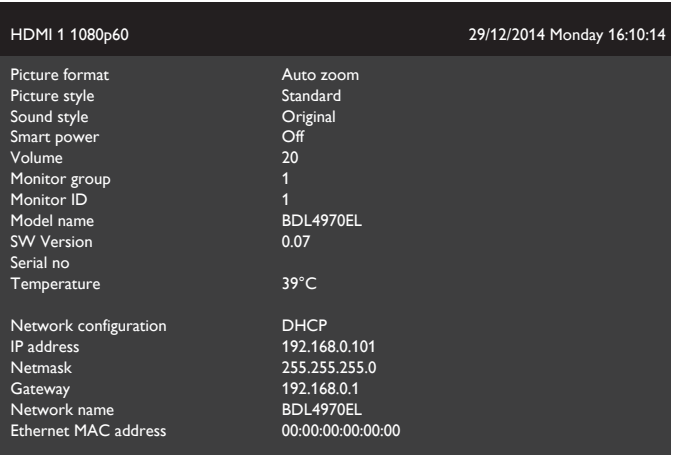 HDMI 1 1080p60 29/12/2014 Monday 16:10:14
Picture format Auto zoom
Picture style Standard
Sound style Original
Smart power Off
Volume 20
Monitor group 1
Monitor ID 1
Model name BDL4970EL
SW Version 0.07
Serial no
Temperature 39°C
Network configuration DHCP
IP address 192.168.0.101
Netmask 255.255.255.0
Gateway 192.168.0.1
Network name BDL4970EL
Ethernet MAC address 00:00:00:00:00:00